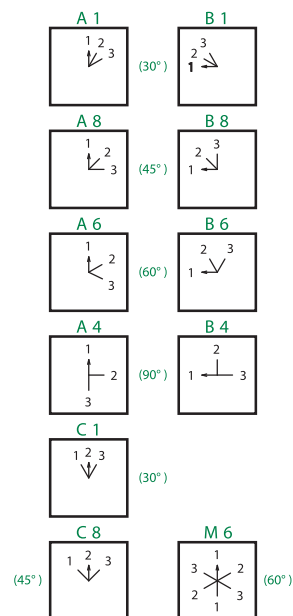 A 1 B 1
1 2 3 (30°) 1 2 3
A 8 B 8
1 2 3 (45°) 1 2 3
A 6 B 6
1 2 3 (60°) 1 2 3
A 4 B 4
1 2 3 (90°) 1 2 3
C 1
1 2 3 (30°)
C 8 M 6
(45°) 1 2 3 1 2 3 1 2 3 (60°)